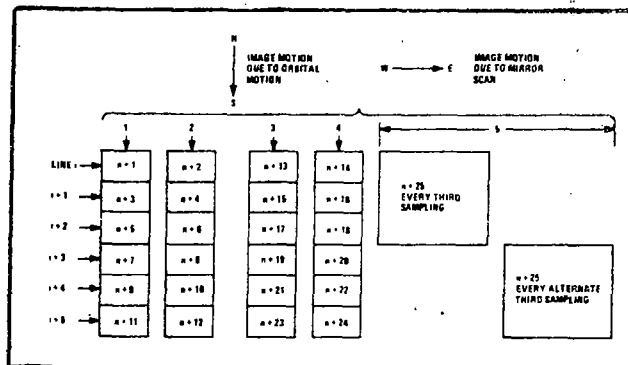 N
IMAGE MOTION
DUE TO ORBITAL
MOTION
S
W E
IMAGE MOTION
DUE TO MIRROR
SCAN
1 2 3 4 5
LINE i n + 1 n + 2 n + 13 n + 14
i + 1 n + 3 n + 4 n + 15 n + 16
i + 2 n + 5 n + 6 n + 17 n + 18
i + 3 n + 7 n + 8 n + 19 n + 20
i + 4 n + 9 n + 10 n + 21 n + 22
i + 5 n + 11 n + 12 n + 23 n + 24
n + 25
EVERY THIRD
SAMPLING
n + 25
EVERY ALTERNATE
THIRD SAMPLING